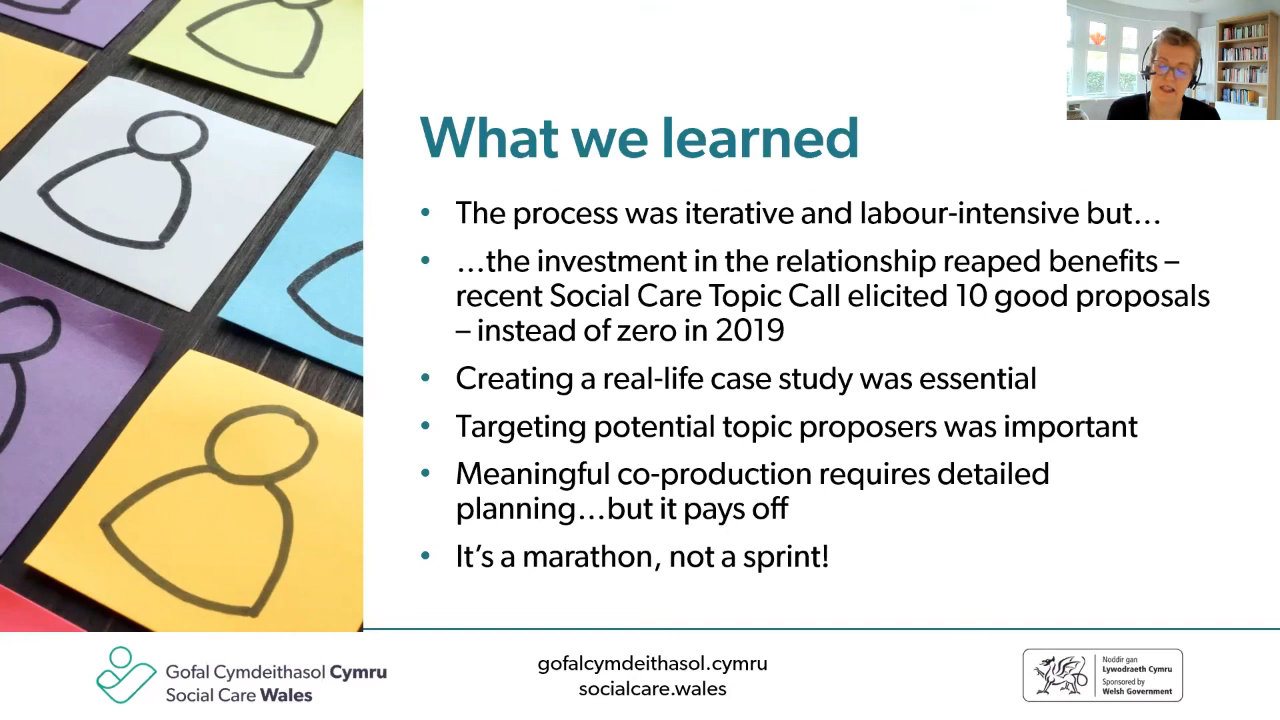 What we learned
• The process was iterative and labour-intensive but…
• …the investment in the relationship reaped benefits –
recent Social Care Topic Call elicited 10 good proposals
– instead of zero in 2019
• Creating a real-life case study was essential
• Targeting potential topic proposers was important
• Meaningful co-production requires detailed
planning…but it pays off
• It’s a marathon, not a sprint!
Gofal Cymdeithasol Cymru
Social Care Wales
gofalcymdeithasol.cymru
socialcare.wales
Noddir gan
Lywodraeth Cymru
Sponsored by
Welsh Government